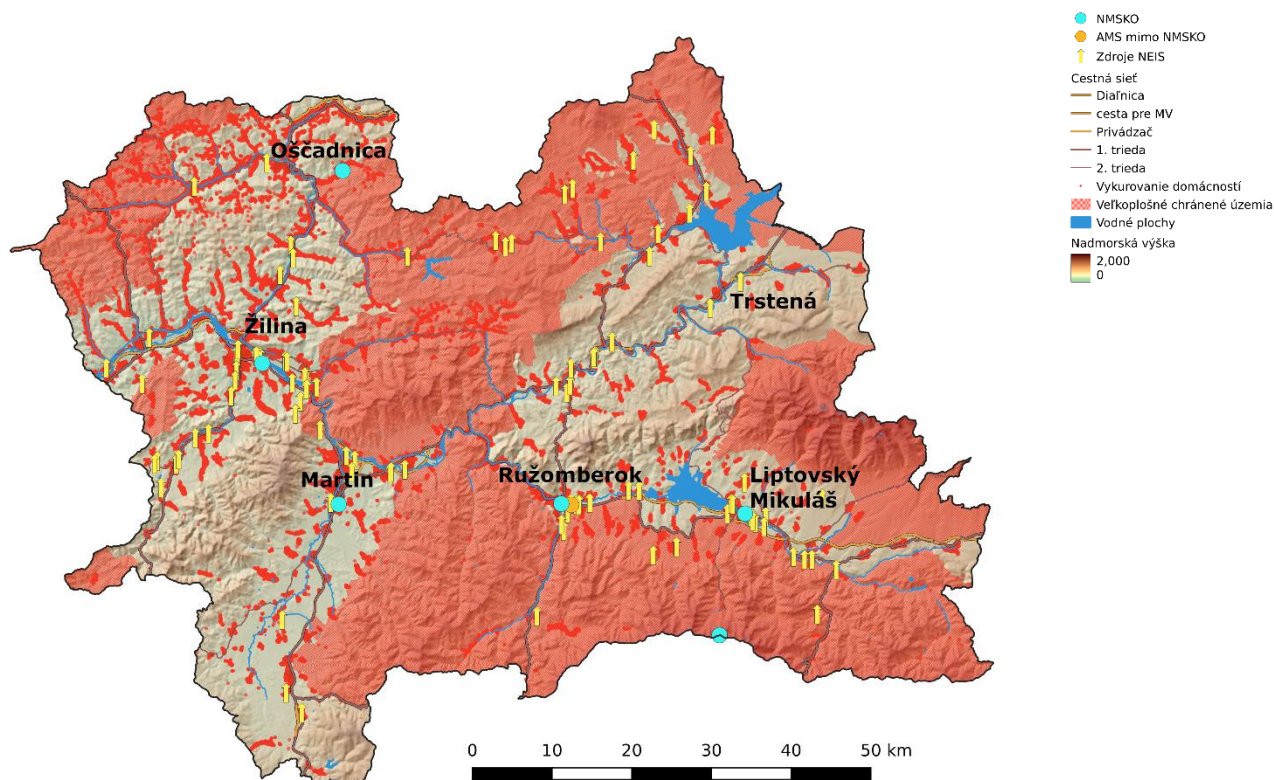 NMSKO
AMS mimo NMSKO
Zdroje NEIS
Cestná sieť
Diaľnica
cesta pre MV
Privádzač
1. trieda
2. trieda
Vykurovanie domácností
Veľkoplošné chránené územia
Vodné plochy
Nadmorská výška
2,000
0
Oščadnica
Trstená
Žilina
Martin
Ružomberok
Liptovský
Mikuláš
0 10 20 30 40 50 km